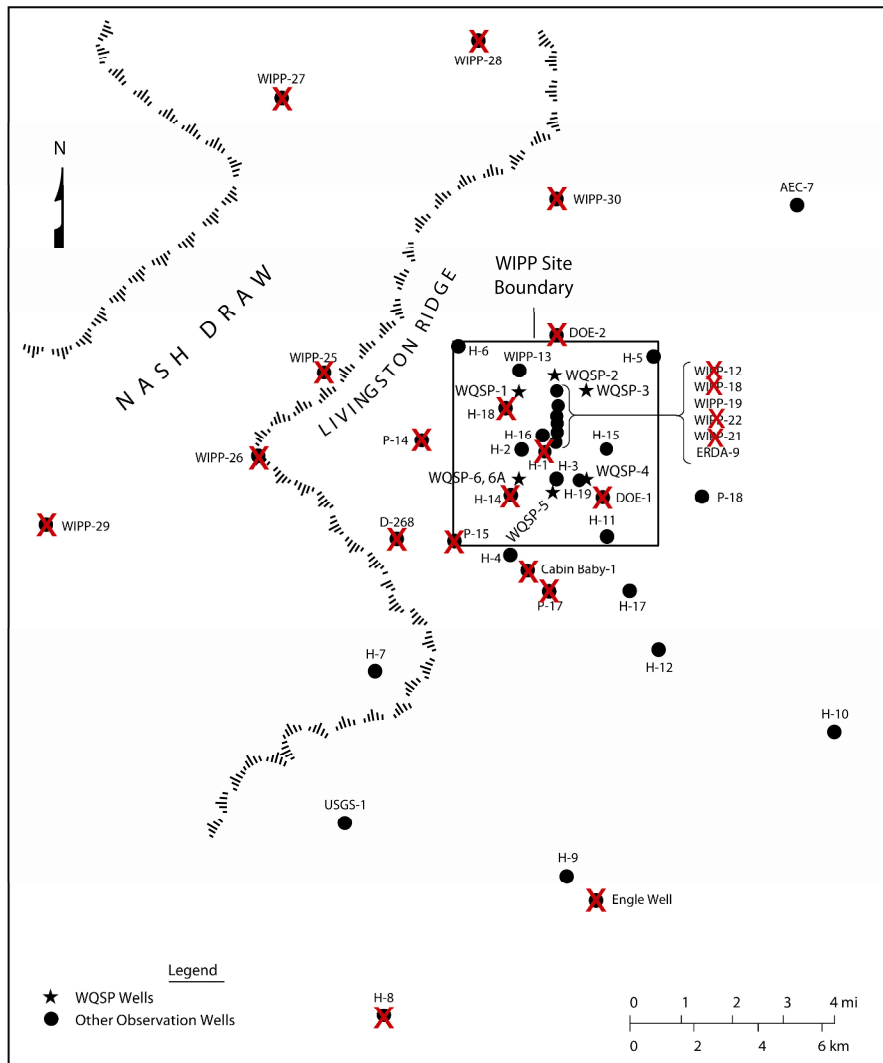 WIPP-28
WIPP-27
N
WIPP-30
AEC-7
NASH DRAW
LIVINGSTON RIDGE
WIPP Site
Boundary
DOE-2
H-6
WIPP-13
H-5
WIPP-25
WQSP-2
WQSP-1
WQSP-3
WIPP-12
WIPP-18
WIPP-19
WIPP-22
WIPP-21
ERDA-9
H-18
P-14
H-16
H-15
H-2
WIPP-26
H-1
H-3
WQSP-6, 6A
WQSP-4
H-14
H-19
DOE-1
P-18
WIPP-29
D-268
WQSP-5
H-11
P-15
H-4
Cabin Baby-1
P-17
H-17
H-7
H-12
H-10
USGS-1
H-9
Engle Well
Legend
WQSP Wells
Other Observation Wells
H-8
0 1 2 3 4 mi
0 2 4 6 km